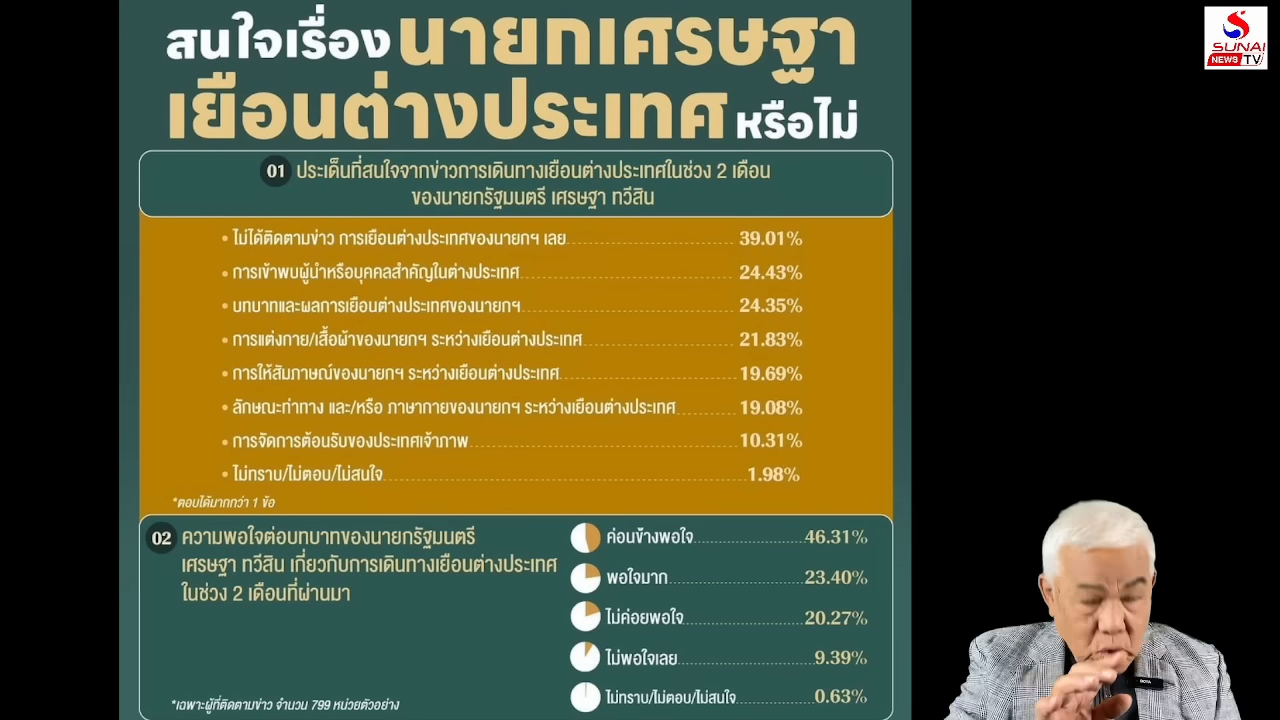 สนใจเรื่องนายกเศรษฐา
เยือนต่างประเทศหรือไม่
01 ประเด็นที่สนใจจากข่าวการเดินทางเยือนต่างประเทศในช่วง 2 เดือน
ของนายกรัฐมนตรี เศรษฐา ทวีสิน
• ไม่ได้ติดตามข่าว การเยือนต่างประเทศของนายกฯ เลย 39.01%
• การเข้าพบผู้นำหรือบุคคลสำคัญในต่างประเทศ 24.43%
• บทบาทและผลการเยือนต่างประเทศของนายกฯ 24.35%
• การแต่งกาย/เสื้อผ้าของนายกฯ ระหว่างเยือนต่างประเทศ 21.83%
• การให้สัมภาษณ์ของนายกฯ ระหว่างเยือนต่างประเทศ 19.69%
• ลักษณะท่าทาง และ/หรือ ภาษากายของนายกฯ ระหว่างเยือนต่างประเทศ 19.08%
• การจัดการต้อนรับของประเทศเจ้าภาพ 10.31%
• ไม่ทราบ/ไม่ตอบ/ไม่สนใจ 1.98%
*ตอบได้มากกว่า 1 ข้อ
02 ความพอใจต่อบทบาทของนายกรัฐมนตรี
เศรษฐา ทวีสิน เกี่ยวกับการเดินทางเยือนต่างประเทศ
ในช่วง 2 เดือนที่ผ่านมา
ค่อนข้างพอใจ 46.31%
พอใจมาก 23.40%
ไม่ค่อยพอใจ 20.27%
ไม่พอใจเลย 9.39%
ไม่ทราบ/ไม่ตอบ/ไม่สนใจ 0.63%
*เฉพาะผู้ที่ติดตามข่าว จำนวน 799 หน่วยตัวอย่าง
SUNAI
NEWS TV
BOYA